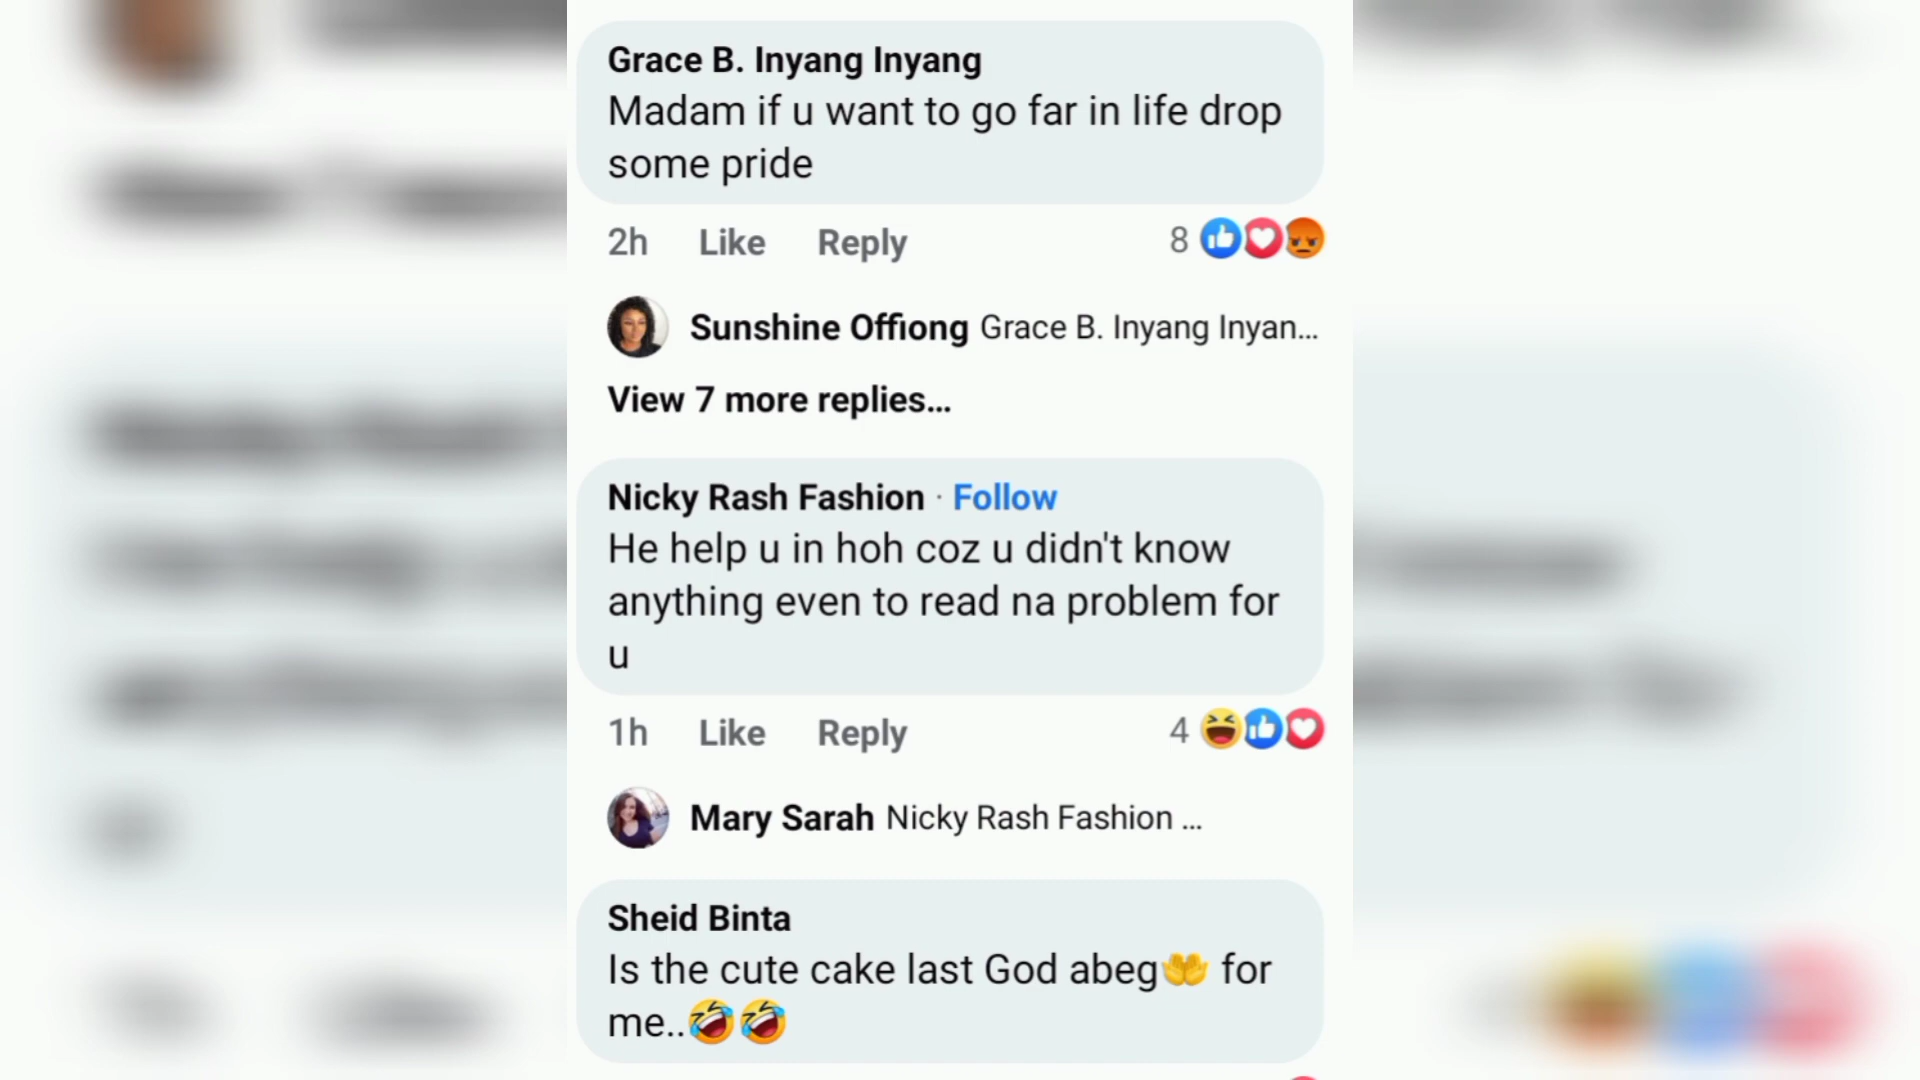 Grace B. Inyang Inyang
Madam if u want to go far in life drop
some pride
2h Like Reply 8
Sunshine Offiong Grace B. Inyang Inyan...
View 7 more replies...
Nicky Rash Fashion · Follow
He help u in hoh coz u didn't know
anything even to read na problem for
u
1h Like Reply 4
Mary Sarah Nicky Rash Fashion ...
Sheid Binta
Is the cute cake last God abeg🤲 for
me..🤣🤣